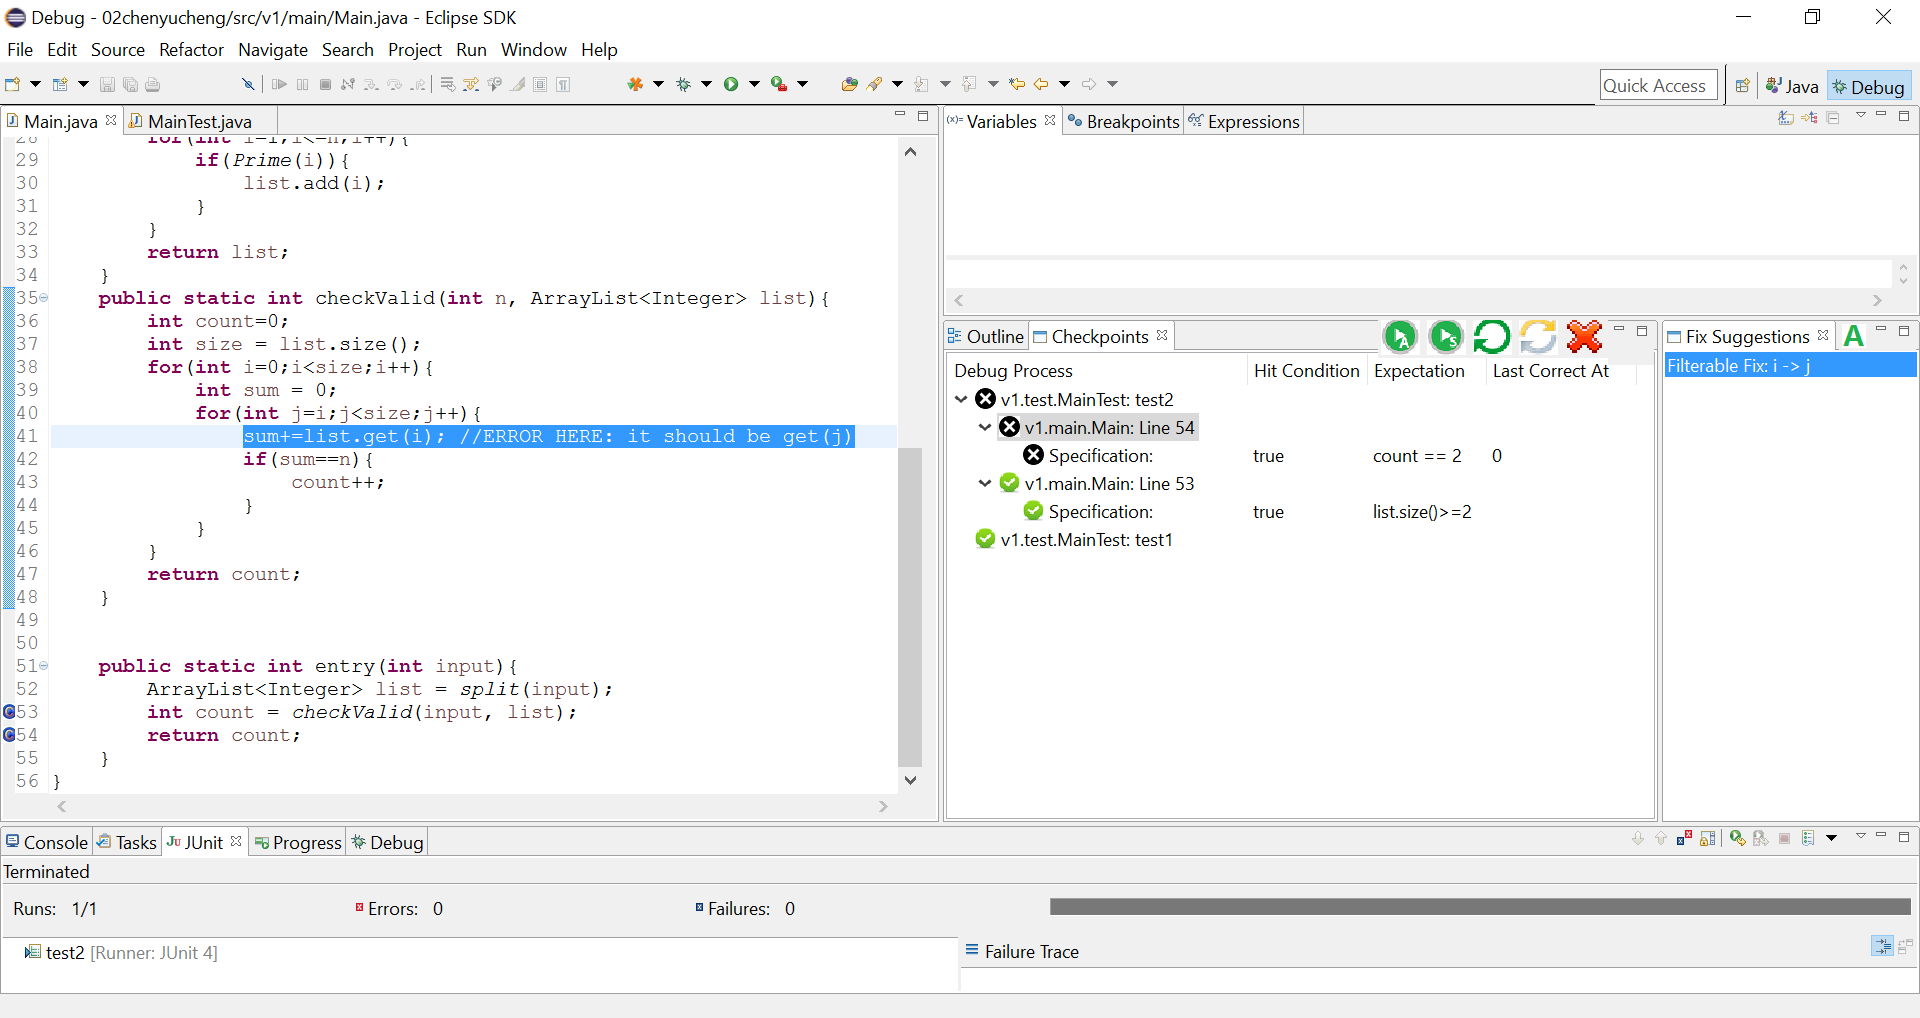 Debug - 02chenyucheng/src/v1/main/Main.java - Eclipse SDK
File Edit Source Refactor Navigate Search Project Run Window Help
Quick Access Java Debug
Main.java MainTest.java
28 for(int i=1;i<=n;i++){
29 if(Prime(i)){
30 list.add(i);
31 }
32 }
33 return list;
34 }
35 public static int checkValid(int n, ArrayList<Integer> list){
36 int count=0;
37 int size = list.size();
38 for(int i=0;i<size;i++){
39 int sum = 0;
40 for(int j=i;j<size;j++){
41 sum+=list.get(i); //ERROR HERE: it should be get(j)
42 if(sum==n){
43 count++;
44 }
45 }
46 }
47 return count;
48 }
49
50
51 public static int entry(int input){
52 ArrayList<Integer> list = split(input);
53 int count = checkValid(input, list);
54 return count;
55 }
56 }
(x)= Variables Breakpoints Expressions
Outline Checkpoints
Debug Process Hit Condition Expectation Last Correct At
v1.test.MainTest: test2
v1.main.Main: Line 54
Specification: true count == 2 0
v1.main.Main: Line 53
Specification: true list.size()>=2
v1.test.MainTest: test1
Fix Suggestions A
Filterable Fix: i -> j
Console Tasks JU JUnit Progress Debug
Terminated
Runs: 1/1 Errors: 0 Failures: 0
test2 [Runner: JUnit 4]
Failure Trace